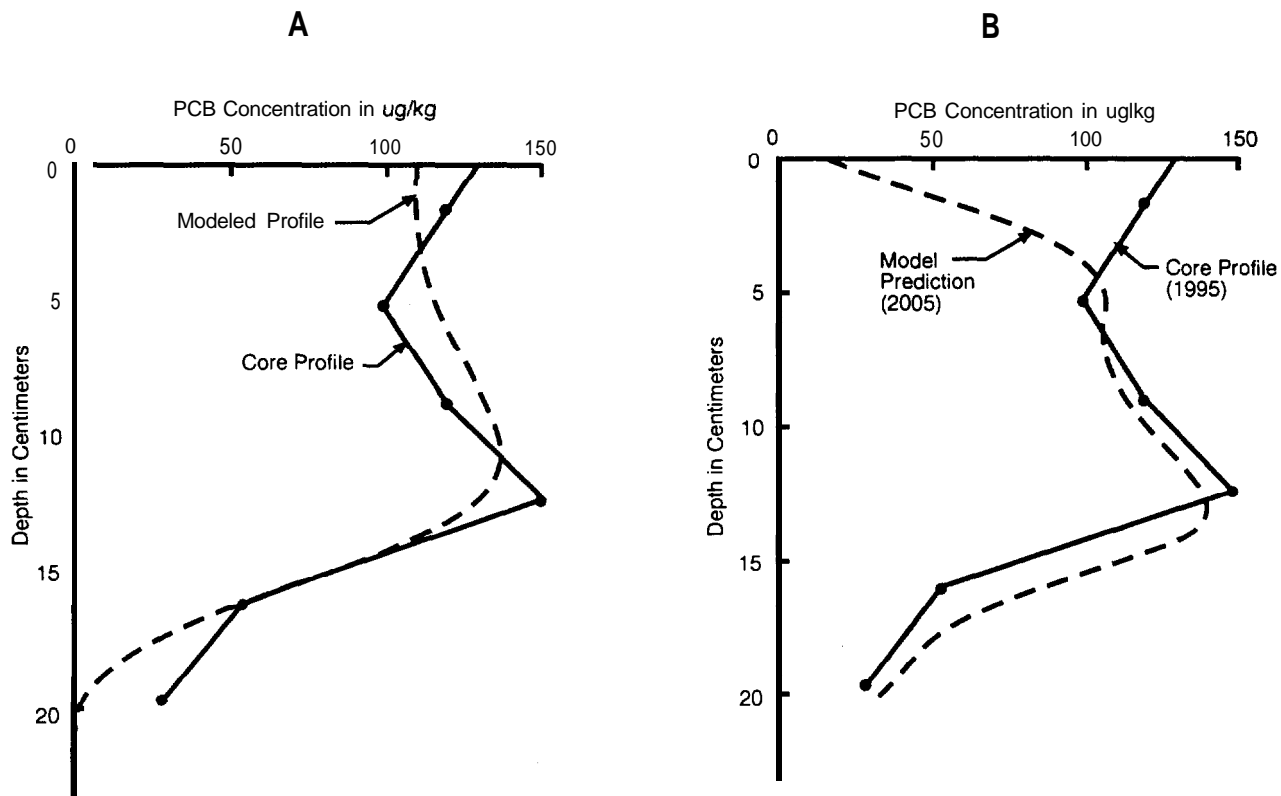 A
PCB Concentration in ug/kg
0 50 100 150
0
Modeled Profile
5
Core Profile
10
15
20
Depth in Centimeters
B
PCB Concentration in uglkg
0 50 100 150
0
Model
Prediction
(2005)
Core Profile
(1995)
5
10
15
20
Depth in Centimeters